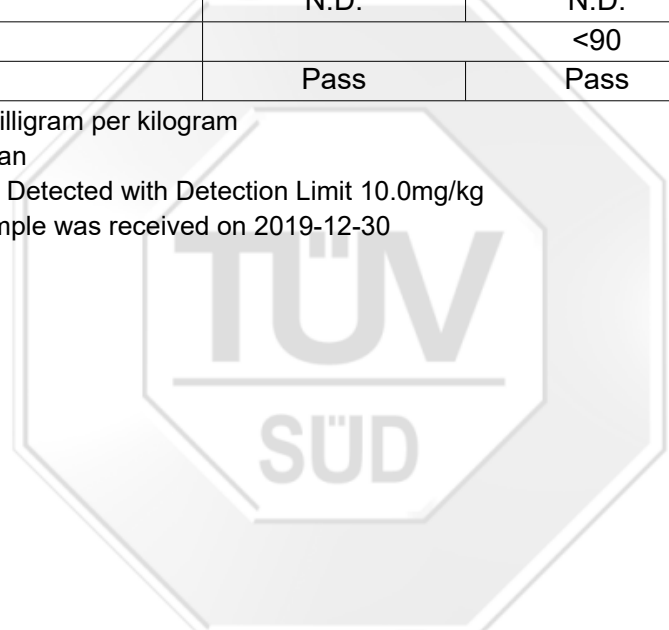 N.D. N.D.
<90
Pass Pass
illigram per kilogram
an
Detected with Detection Limit 10.0mg/kg
mple was received on 2019-12-30
TÜV
SÜD